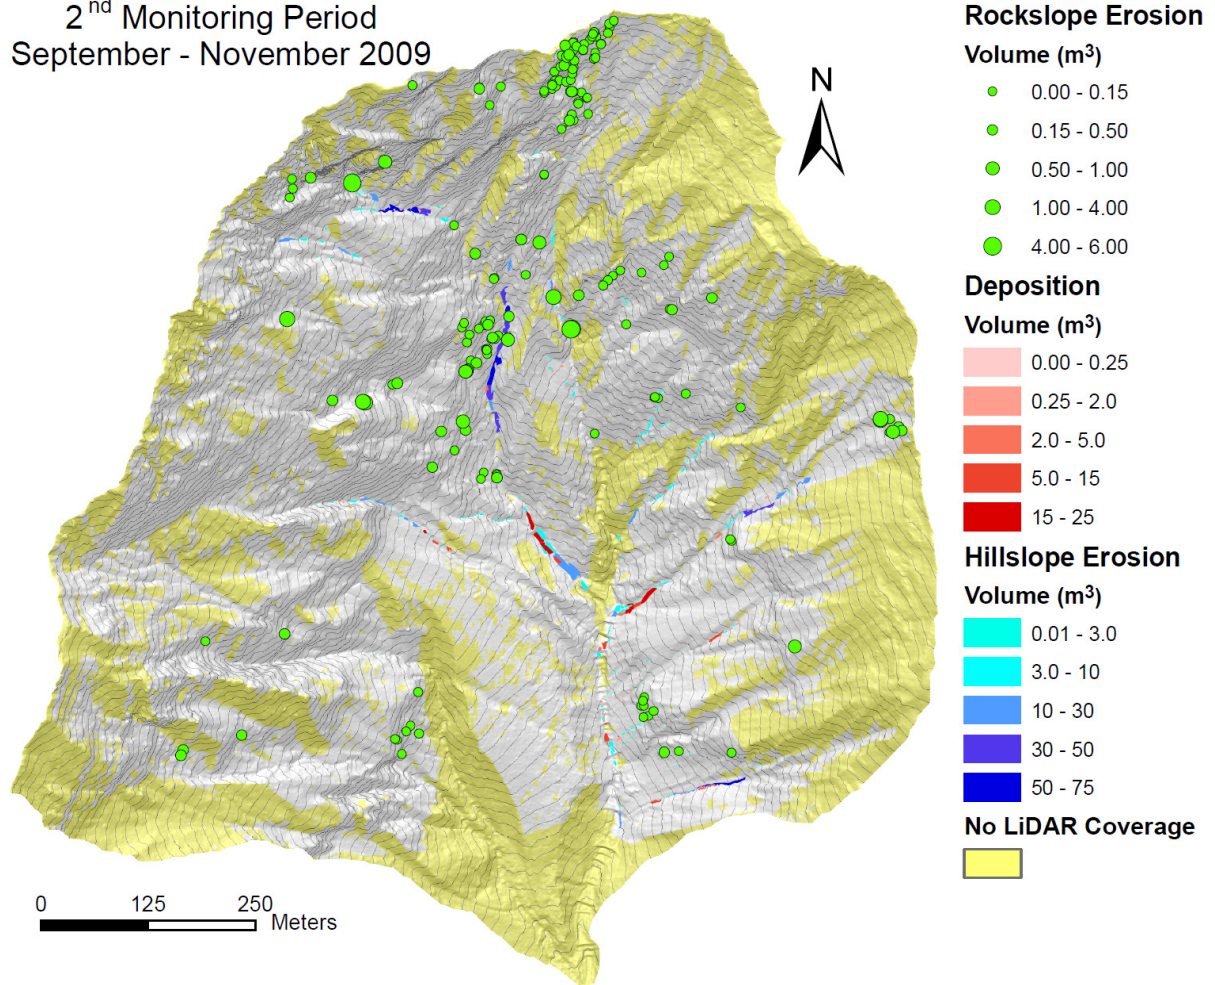 2nd Monitoring Period
September - November 2009
N
Rockslope Erosion
Volume (m³)
0.00 - 0.15
0.15 - 0.50
0.50 - 1.00
1.00 - 4.00
4.00 - 6.00
Deposition
Volume (m³)
0.00 - 0.25
0.25 - 2.0
2.0 - 5.0
5.0 - 15
15 - 25
Hillslope Erosion
Volume (m³)
0.01 - 3.0
3.0 - 10
10 - 30
30 - 50
50 - 75
No LiDAR Coverage
0 125 250
Meters